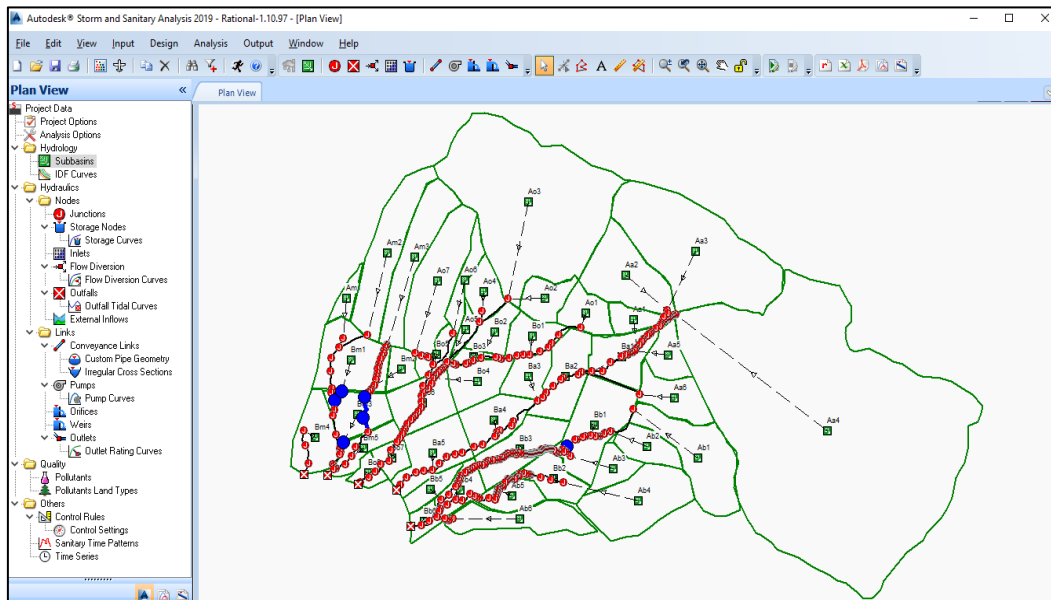 Autodesk® Storm and Sanitary Analysis 2019 - Rational-1.10.97 - [Plan View]
File Edit View Input Design Analysis Output Window Help
Plan View «
Project Data
Project Options
Analysis Options
Hydrology
Subbasins
IDF Curves
Hydraulics
Nodes
Junctions
Storage Nodes
Storage Curves
Inlets
Flow Diversion
Flow Diversion Curves
Outfalls
Outfall Tidal Curves
External Inflows
Links
Conveyance Links
Custom Pipe Geometry
Irregular Cross Sections
Pumps
Pump Curves
Orifices
Weirs
Outlets
Outlet Rating Curves
Quality
Pollutants
Pollutants Land Types
Others
Control Rules
Control Settings
Sanitary Time Patterns
Time Series
Plan View
Ao3
Am2 Am3 Aa3
Ao7 Ao6 Aa2
Ao4 Ao2
Ao1 Aa1
Bo2 Bo1
Bm1 Bo3 Aa5
Bo4 Ba3 Ba2
Aa6
Ba4 Bb1 Aa4
Bm4 Bb3 Ab2 Ab1
Bm5 Ba5 Ab3
Bb2
Bb5 Ab5 Ab4
Ab6